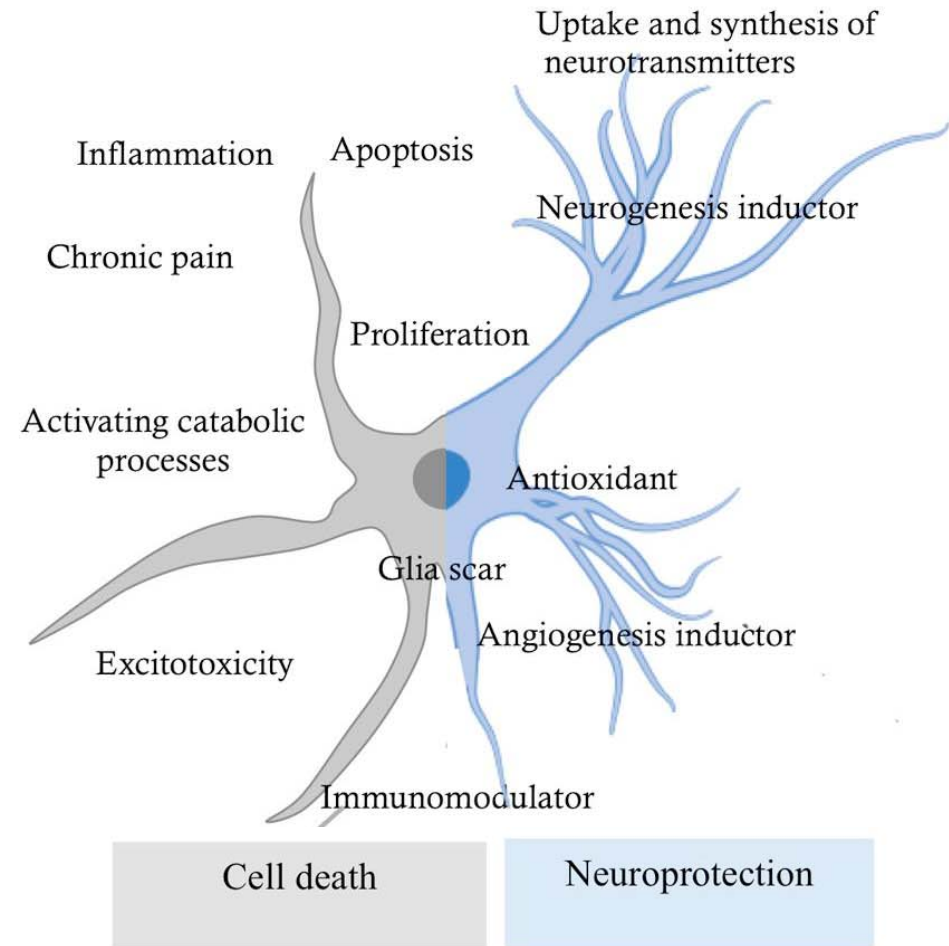 Uptake and synthesis of
neurotransmitters
Inflammation
Apoptosis
Neurogenesis inductor
Chronic pain
Proliferation
Activating catabolic
processes
Antioxidant
Glia scar
Angiogenesis inductor
Excitotoxicity
Immunomodulator
Cell death
Neuroprotection